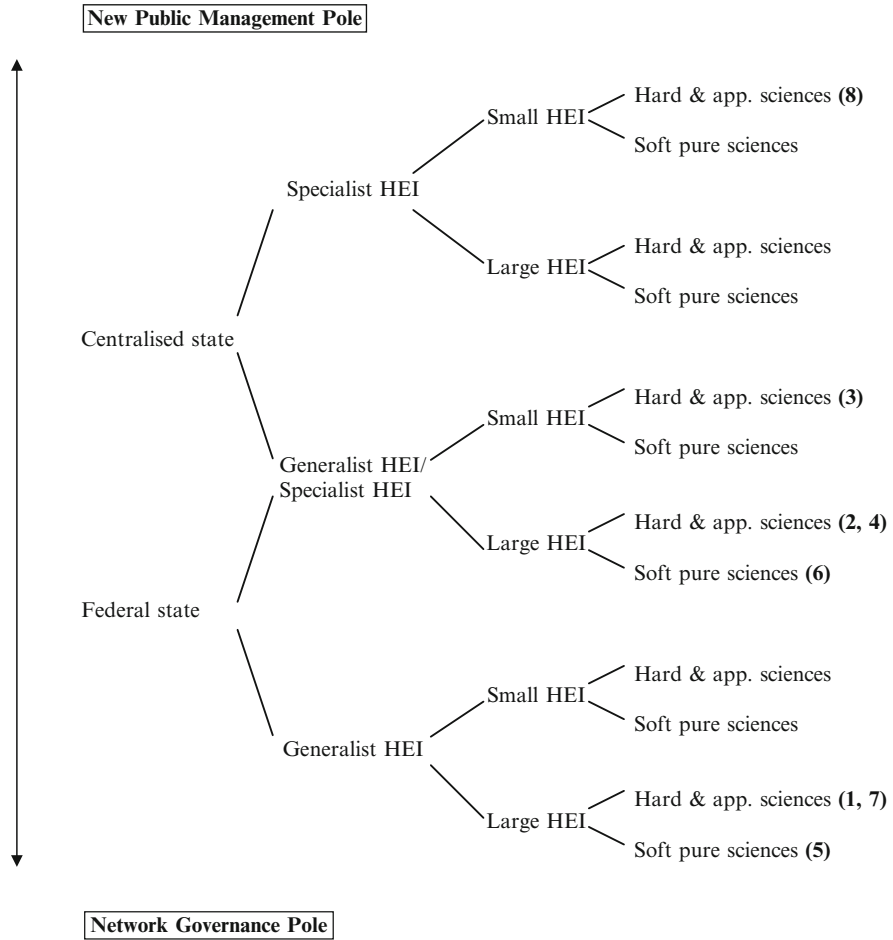 New Public Management Pole
Hard & app. sciences (8)
Small HEI
Soft pure sciences
Specialist HEI
Hard & app. sciences
Large HEI
Soft pure sciences
Centralised state
Hard & app. sciences (3)
Small HEI
Soft pure sciences
Generalist HEI/
Specialist HEI
Hard & app. sciences (2, 4)
Large HEI
Soft pure sciences (6)
Federal state
Hard & app. sciences
Small HEI
Soft pure sciences
Generalist HEI
Hard & app. sciences (1, 7)
Large HEI
Soft pure sciences (5)
Network Governance Pole